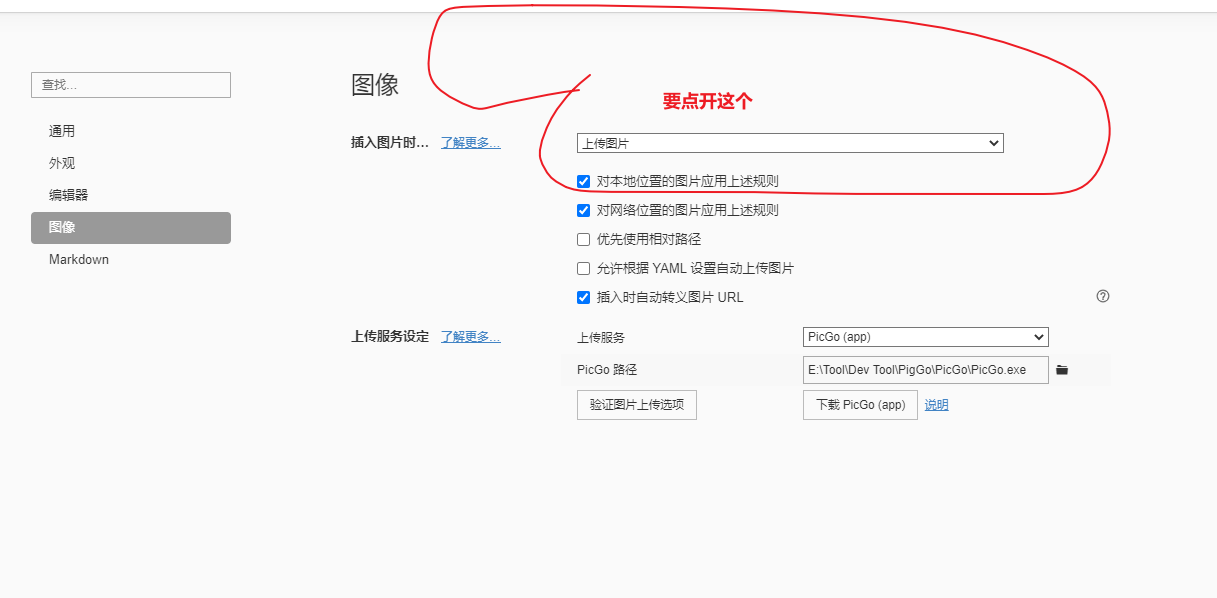 查找...
通用
外观
编辑器
图像
Markdown
图像
要点开这个
插入图片时... 了解更多... 上传图片
对本地位置的图片应用上述规则
对网络位置的图片应用上述规则
优先使用相对路径
允许根据 YAML 设置自动上传图片
插入时自动转义图片 URL
上传服务设定 了解更多... 上传服务 PicGo (app)
PicGo 路径 E:\Tool\Dev Tool\PigGo\PicGo\PicGo.exe
验证图片上传选项 下载 PicGo (app) 说明